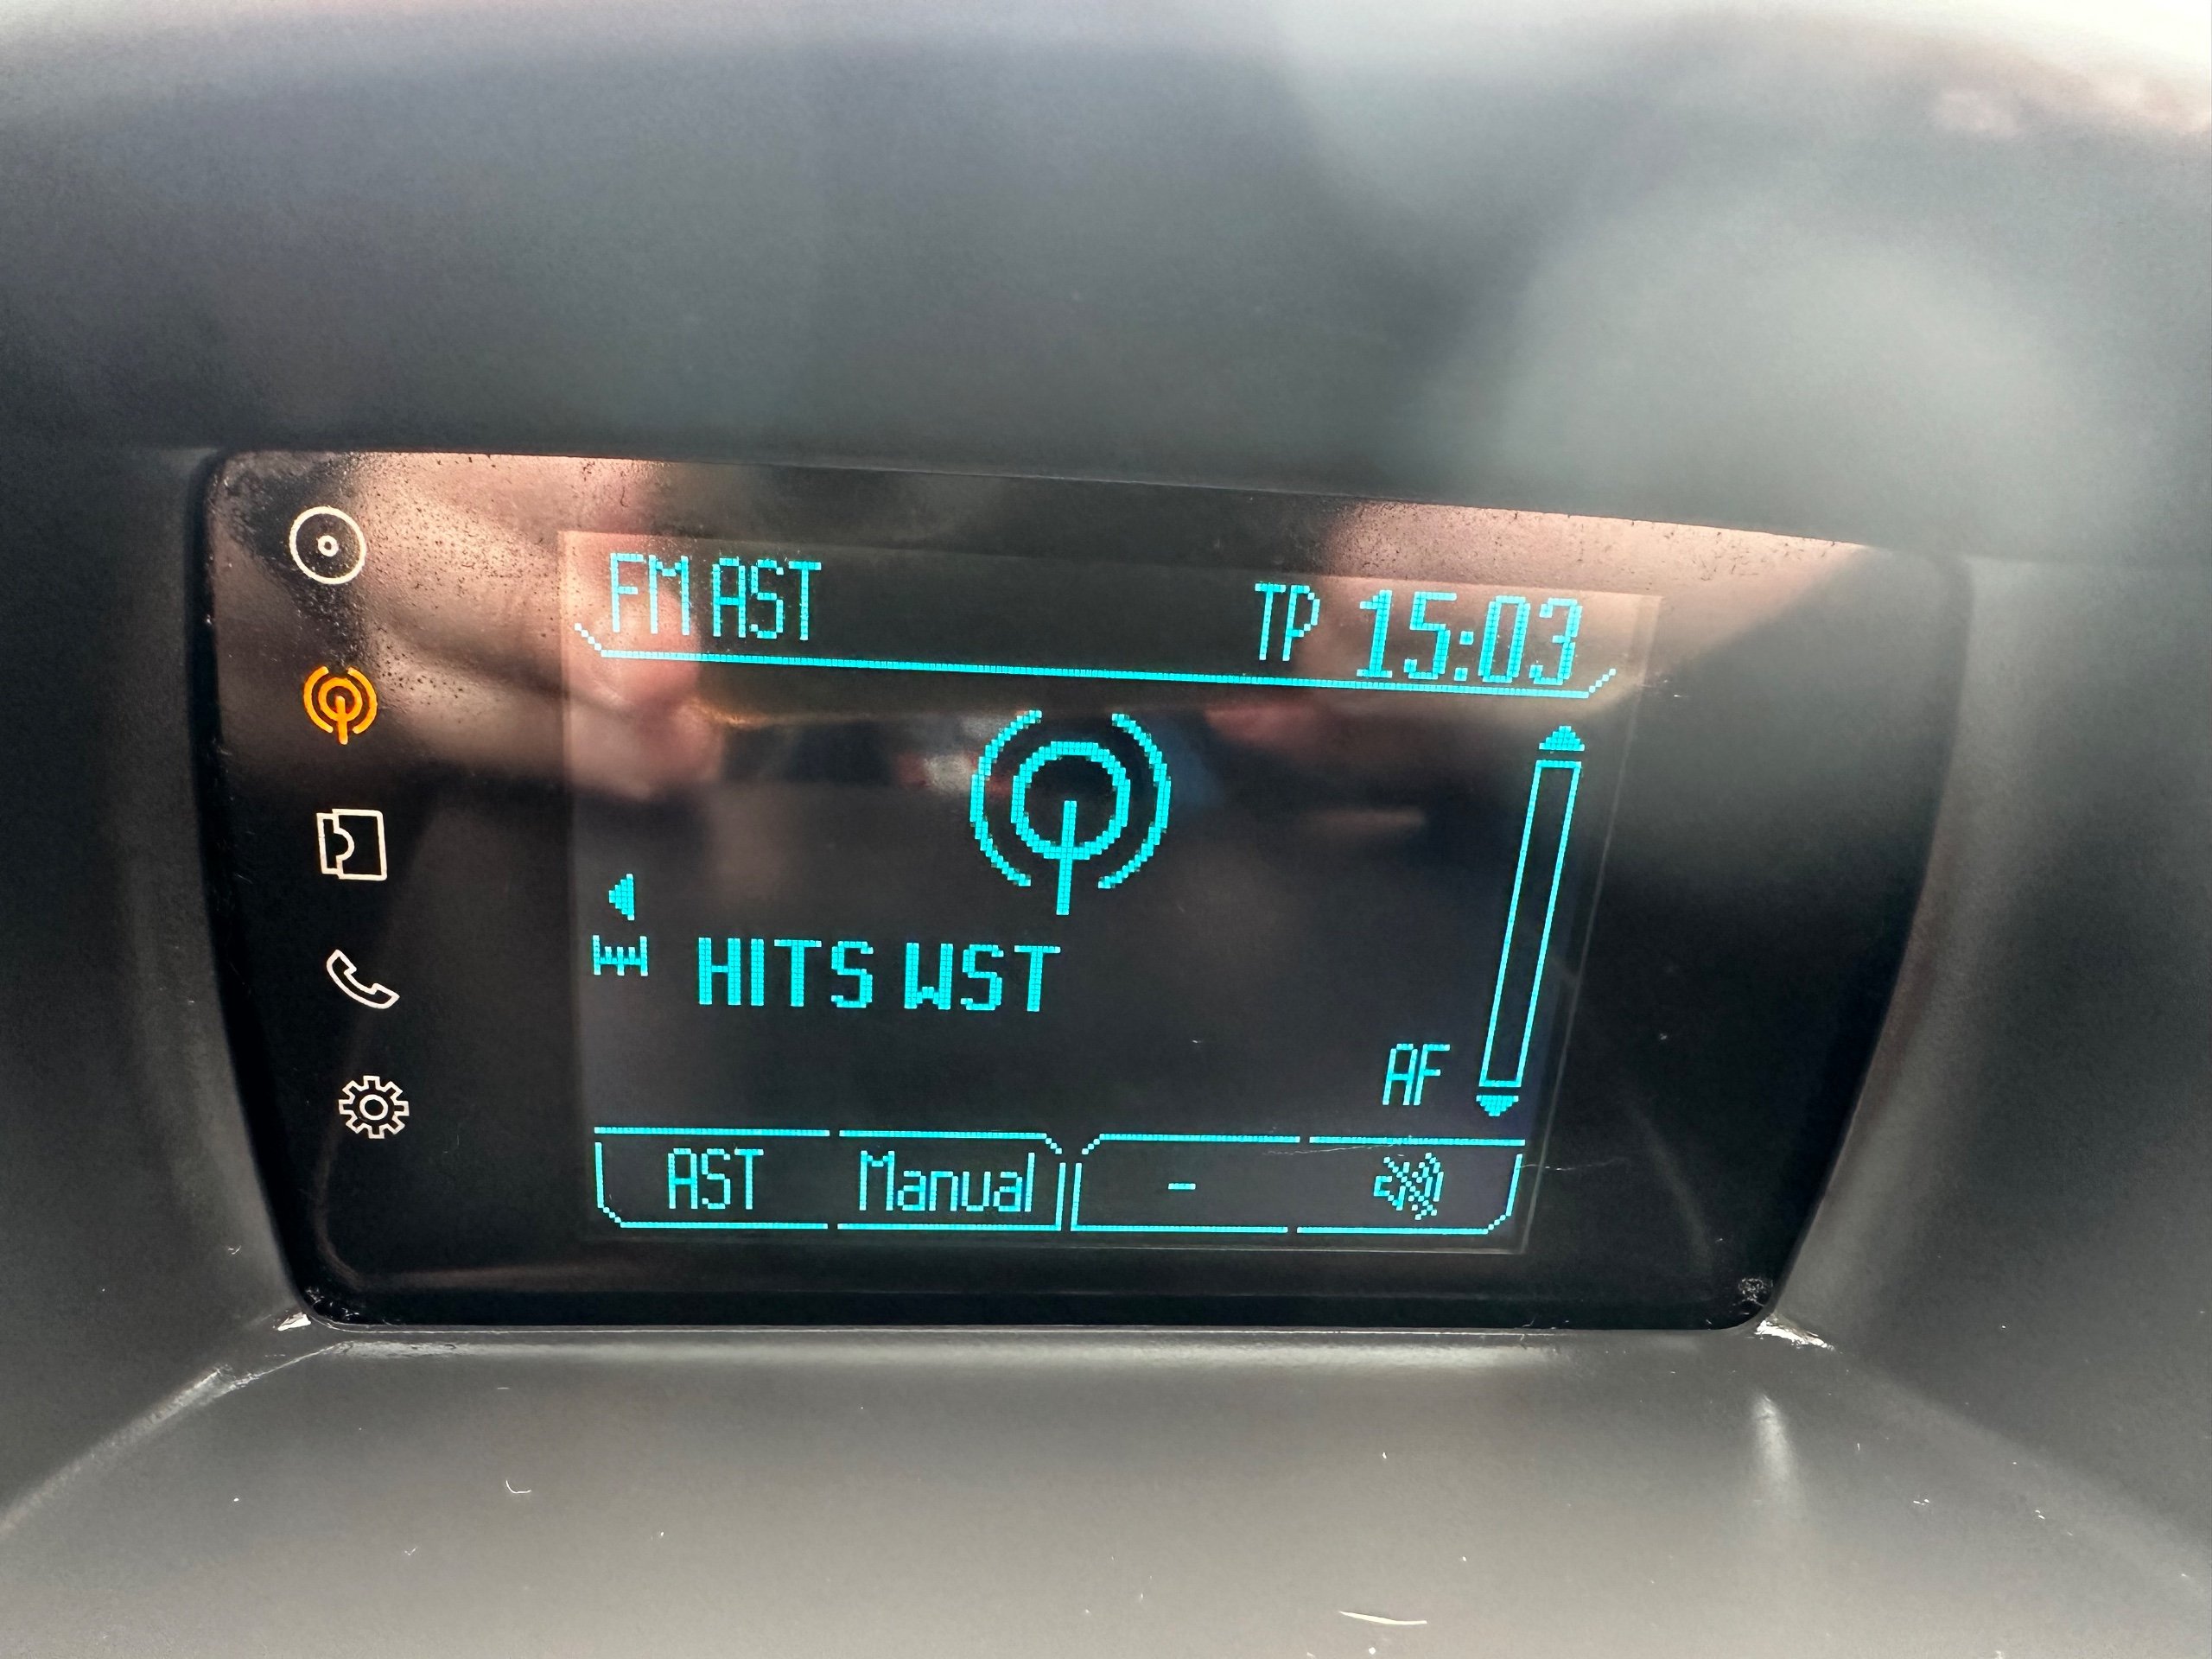 FM AST TP 15:03
HITS WST
AF
AST Manual -